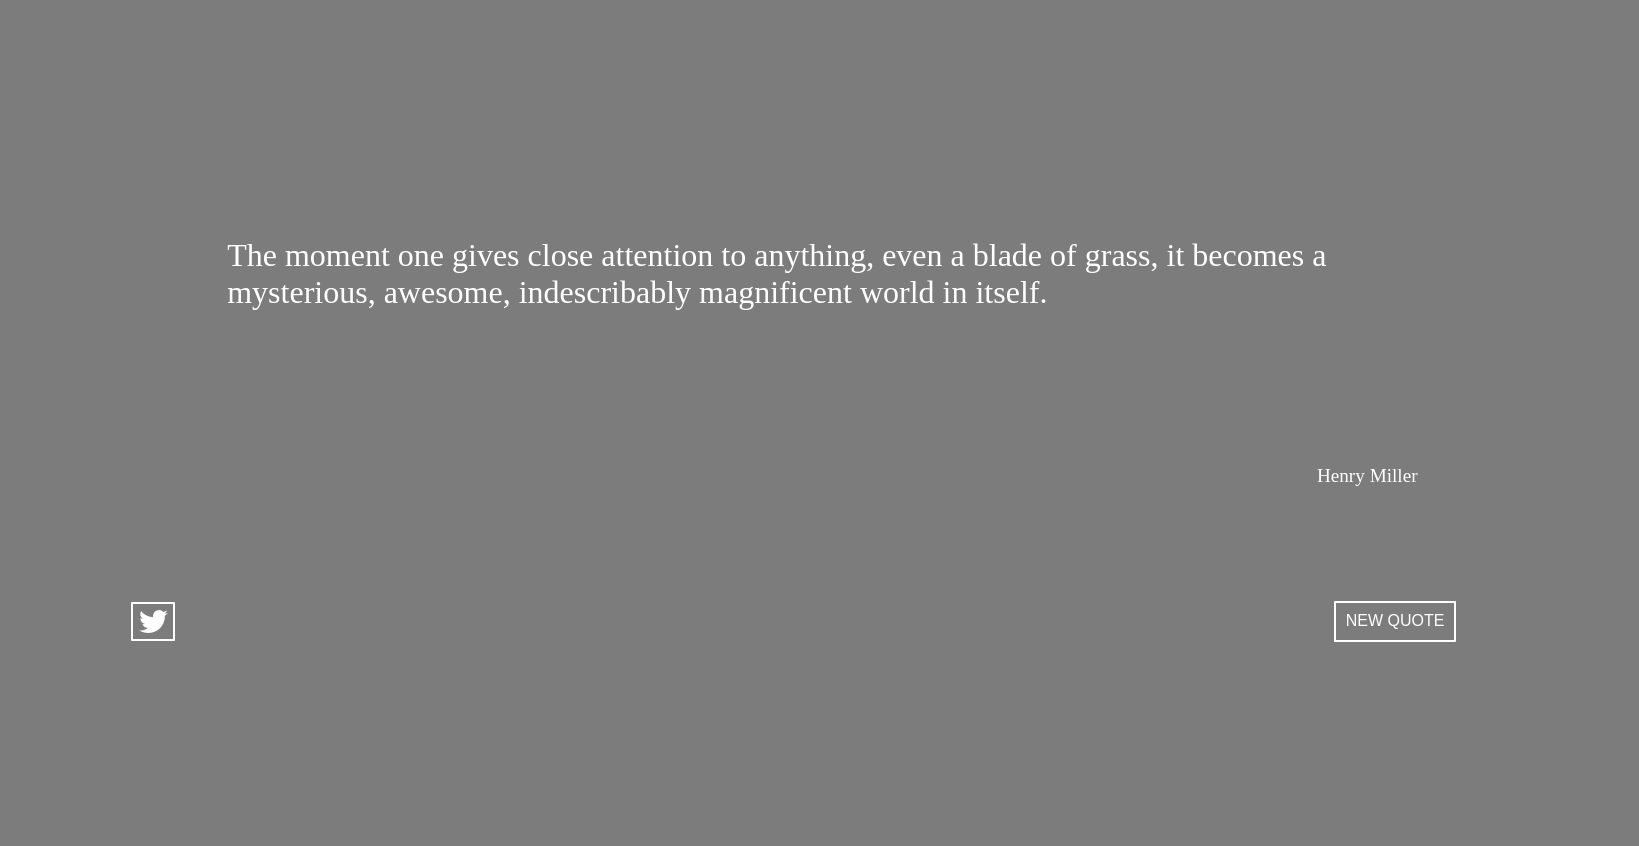 The moment one gives close attention to anything, even a blade of grass, it becomes a
mysterious, awesome, indescribably magnificent world in itself.
Henry Miller
NEW QUOTE